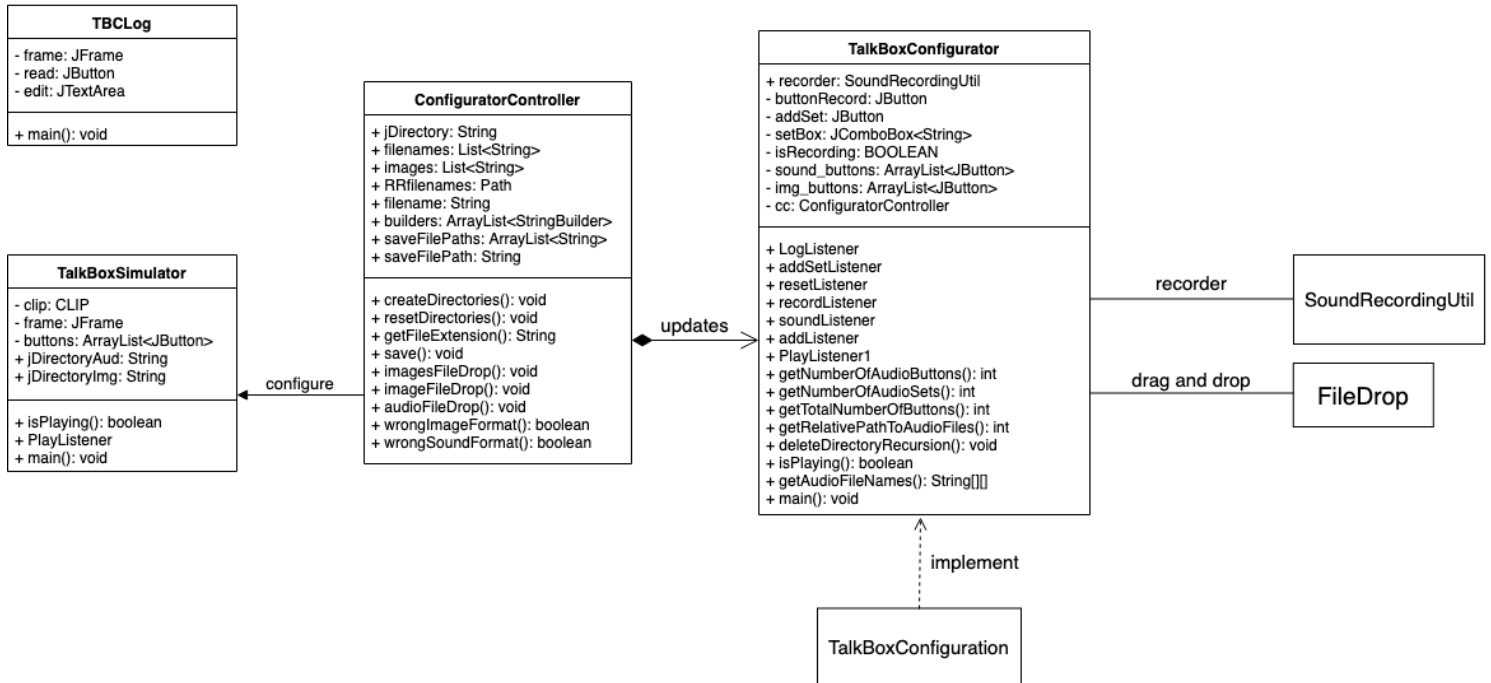 TBCLog
- frame: JFrame
- read: JButton
- edit: JTextArea
+ main(): void
TalkBoxSimulator
- clip: CLIP
- frame: JFrame
- buttons: ArrayList<JButton>
+ jDirectoryAud: String
+ jDirectoryImg: String
+ isPlaying(): boolean
+ PlayListener
+ main(): void
configure
ConfiguratorController
+ jDirectory: String
+ filenames: List<String>
+ images: List<String>
+ RRfilenames: Path
+ filename: String
+ builders: ArrayList<StringBuilder>
+ saveFilePaths: ArrayList<String>
+ saveFilePath: String
+ createDirectories(): void
+ resetDirectories(): void
+ getFileExtension(): String
+ save(): void
+ imagesFileDrop(): void
+ imageFileDrop(): void
+ audioFileDrop(): void
+ wrongImageFormat(): boolean
+ wrongSoundFormat(): boolean
updates
TalkBoxConfigurator
+ recorder: SoundRecordingUtil
- buttonRecord: JButton
- addSet: JButton
- setBox: JComboBox<String>
- isRecording: BOOLEAN
- sound_buttons: ArrayList<JButton>
- img_buttons: ArrayList<JButton>
- cc: ConfiguratorController
+ LogListener
+ addSetListener
+ resetListener
+ recordListener
+ soundListener
+ addListener
+ PlayListener1
+ getNumberOfAudioButtons(): int
+ getNumberOfAudioSets(): int
+ getTotalNumberOfButtons(): int
+ getRelativePathToAudioFiles(): int
+ deleteDirectoryRecursion(): void
+ isPlaying(): boolean
+ getAudioFileNames(): String[][]
+ main(): void
recorder
SoundRecordingUtil
drag and drop
FileDrop
implement
TalkBoxConfiguration